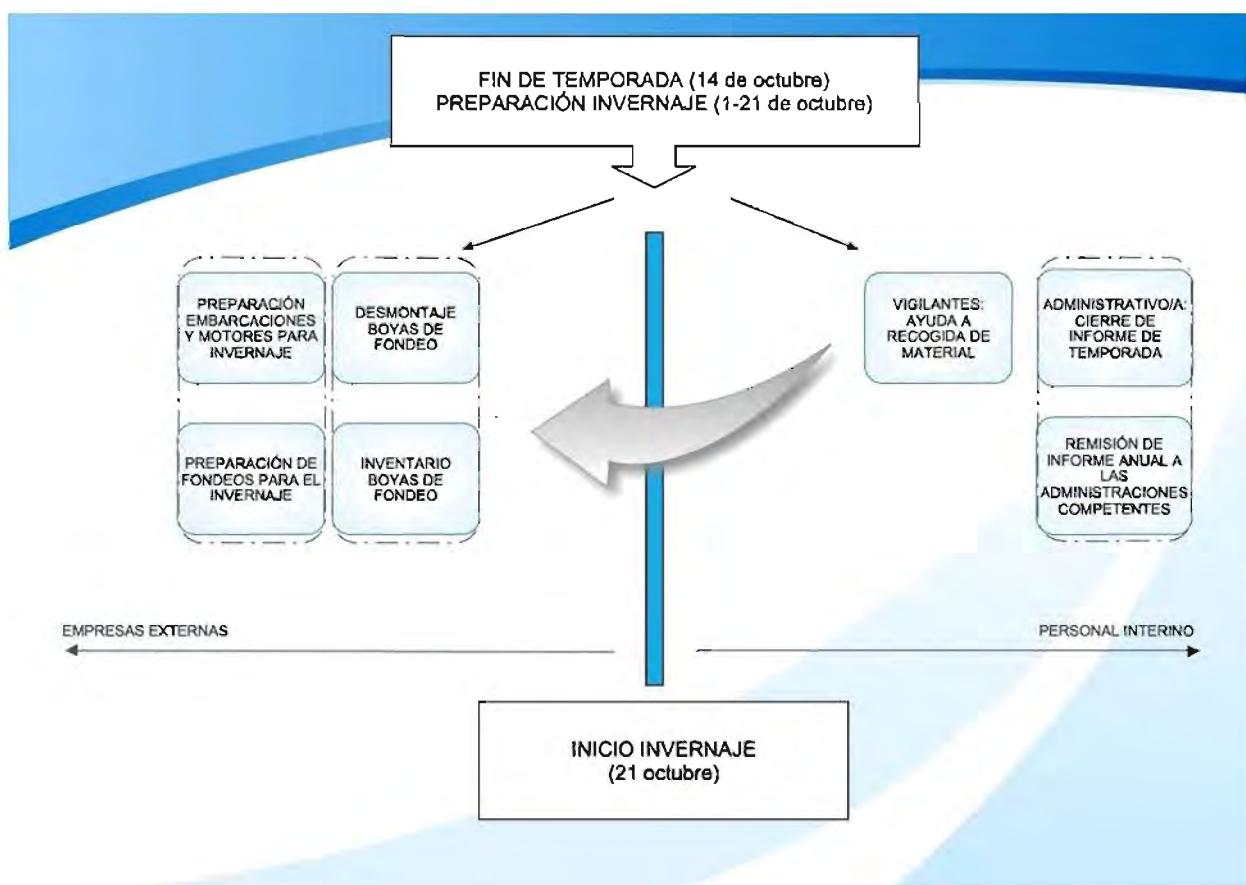 FIN DE TEMPORADA (14 de octubre)
PREPARACIÓN INVERNAJE (1-21 de octubre)
PREPARACIÓN
EMBARCACIONES
Y MOTORES PARA
INVERNAJE
DESMONTAJE
BOYAS DE
FONDEO
VIGILANTES:
AYUDA A
RECOGIDA DE
MATERIAL
ADMINISTRATIVO/A:
CIERRE DE
INFORME DE
TEMPORADA
PREPARACIÓN DE
FONDEOS PARA EL
INVERNAJE
INVENTARIO
BOYAS DE
FONDEO
REMISIÓN DE
INFORME ANUAL A
LAS
ADMINISTRACIONES
COMPETENTES
EMPRESAS EXTERNAS
PERSONAL INTERINO
INICIO INVERNAJE
(21 octubre)